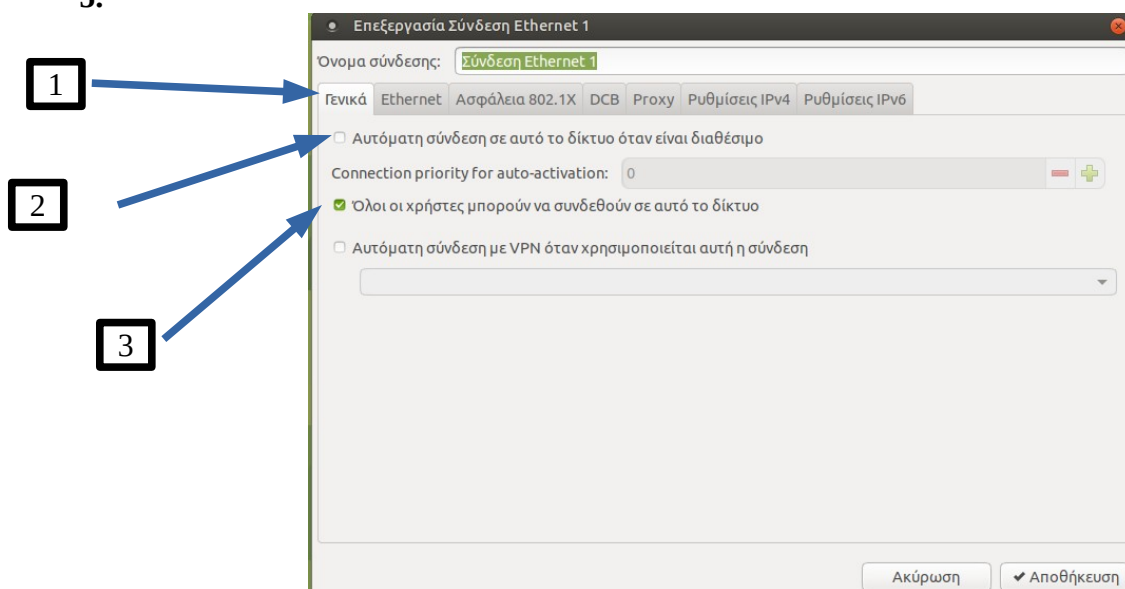 Επεξεργασία Σύνδεση Ethernet 1
Όνομα σύνδεσης: Σύνδεση Ethernet 1
1
Γενικά Ethernet Ασφάλεια 802.1X DCB Proxy Ρυθμίσεις IPv4 Ρυθμίσεις IPv6
Αυτόματη σύνδεση σε αυτό το δίκτυο όταν είναι διαθέσιμο
Connection priority for auto-activation: 0
2
Όλοι οι χρήστες μπορούν να συνδεθούν σε αυτό το δίκτυο
Αυτόματη σύνδεση με VPN όταν χρησιμοποιείται αυτή η σύνδεση
3
Ακύρωση Αποθήκευση